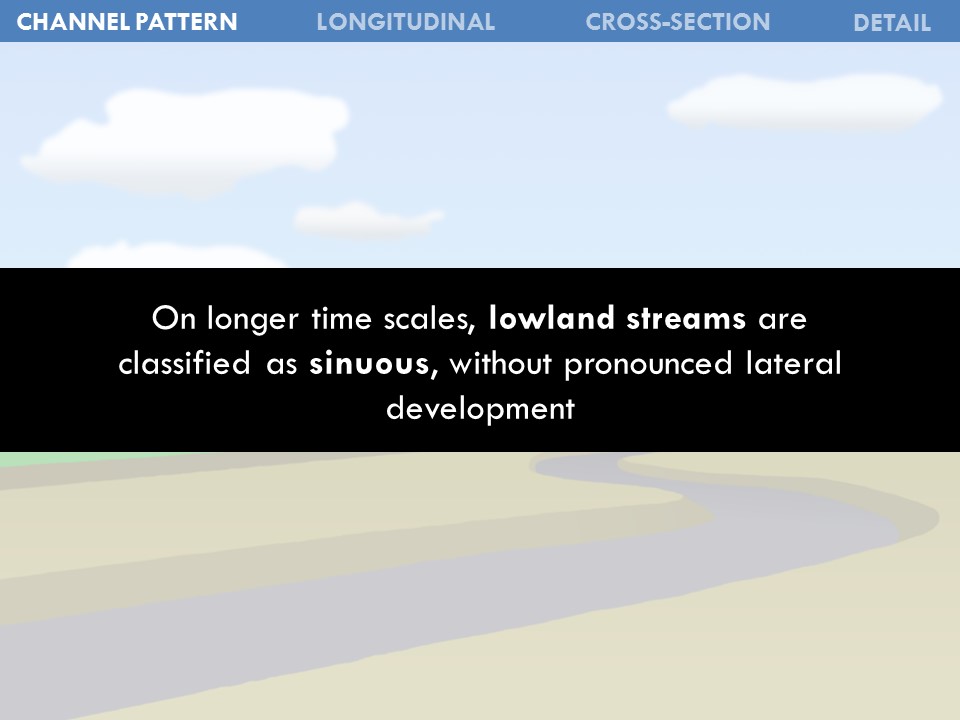 CHANNEL PATTERN LONGITUDINAL CROSS-SECTION DETAIL
On longer time scales, lowland streams are
classified as sinuous, without pronounced lateral
development